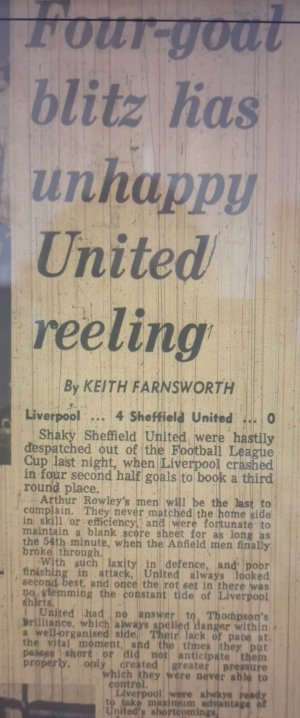 Four-goal
blitz has
unhappy
United
reeling
By KEITH FARNSWORTH
Liverpool ... 4 Sheffield United ... 0
Shaky Sheffield United were hastily
despatched out of the Football League
Cup last night, when Liverpool crashed
in four second half goals to book a third
round place.
Arthur Rowley's men will be the last to
complain. They never matched the home side
in skill or efficiency, and were fortunate to
maintain a blank score sheet for as long as
the 54th minute, when the Anfield men finally
broke through.
With such laxity in defence, and poor
finishing in attack, United always looked
second best, and once the rot set in there was
no stemming the constant tide of Liverpool
shirts.
United had no answer to Thompson's
brilliance, which always spelled danger within
a well-organised side. Their lack of pace at
the vital moment, and the times they put
passes short or did not anticipate them
properly, only created greater pressure
which they were never able to
control.
Liverpool were always ready
to take maximum advantage of
United's shortcomings.